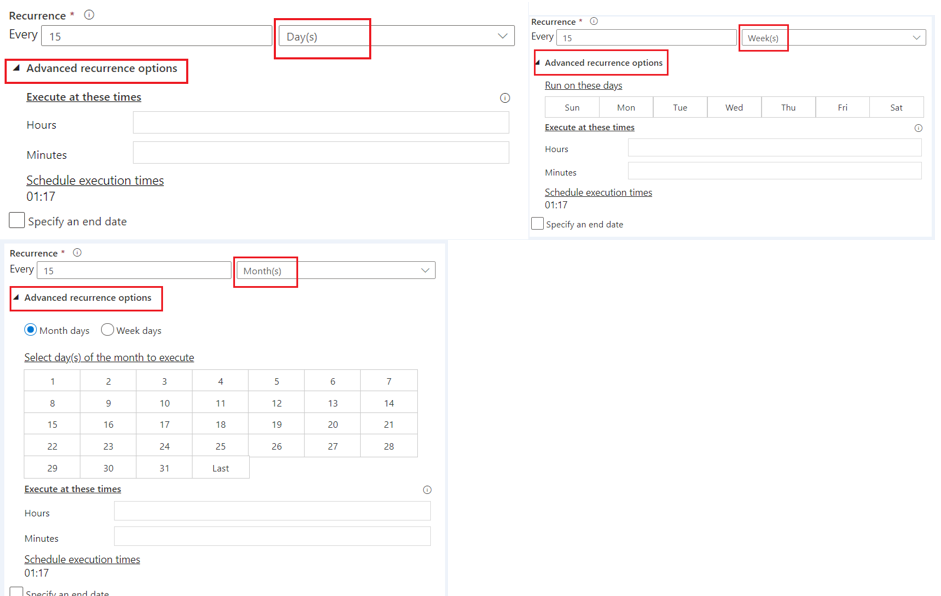 Recurrence *
Every 15 Day(s)
Advanced recurrence options
Execute at these times
Hours
Minutes
Schedule execution times
01:17
Specify an end date
Recurrence *
Every 15 Week(s)
Advanced recurrence options
Run on these days
Sun Mon Tue Wed Thu Fri Sat
Execute at these times
Hours
Minutes
Schedule execution times
01:17
Specify an end date
Recurrence *
Every 15 Month(s)
Advanced recurrence options
Month days Week days
Select day(s) of the month to execute
1 2 3 4 5 6 7
8 9 10 11 12 13 14
15 16 17 18 19 20 21
22 23 24 25 26 27 28
29 30 31 Last
Execute at these times
Hours
Minutes
Schedule execution times
01:17
Specify an end date